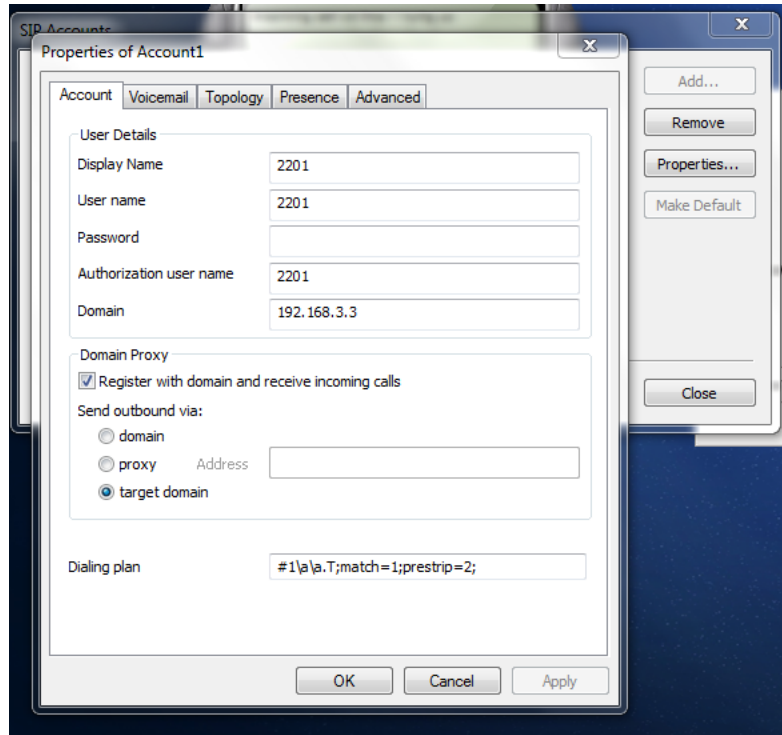 SIP Accounts
Properties of Account1
Account Voicemail Topology Presence Advanced
User Details
Display Name 2201
User name 2201
Password
Authorization user name 2201
Domain 192.168.3.3
Domain Proxy
Register with domain and receive incoming calls
Send outbound via:
domain
proxy Address
target domain
Dialing plan #1\a\a.T;match=1;prestrip=2;
OK Cancel Apply
Add...
Remove
Properties...
Make Default
Close